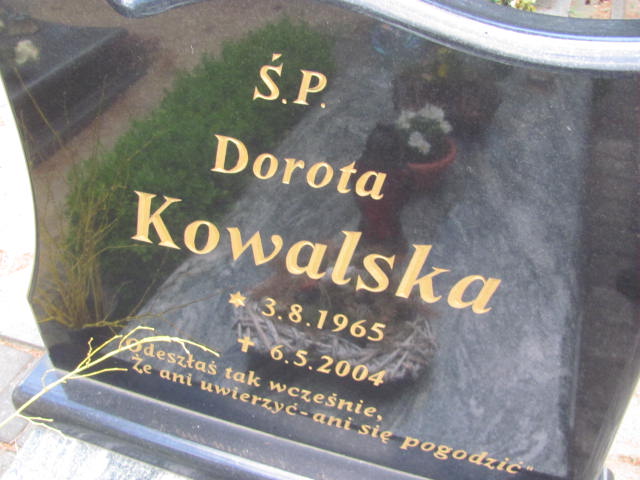 Ś.P.
Dorota
Kowalska
* 3.8.1965
✝ 6.5.2004
"Odeszłaś tak wcześnie,
Że ani uwierzyć-ani się pogodzić"